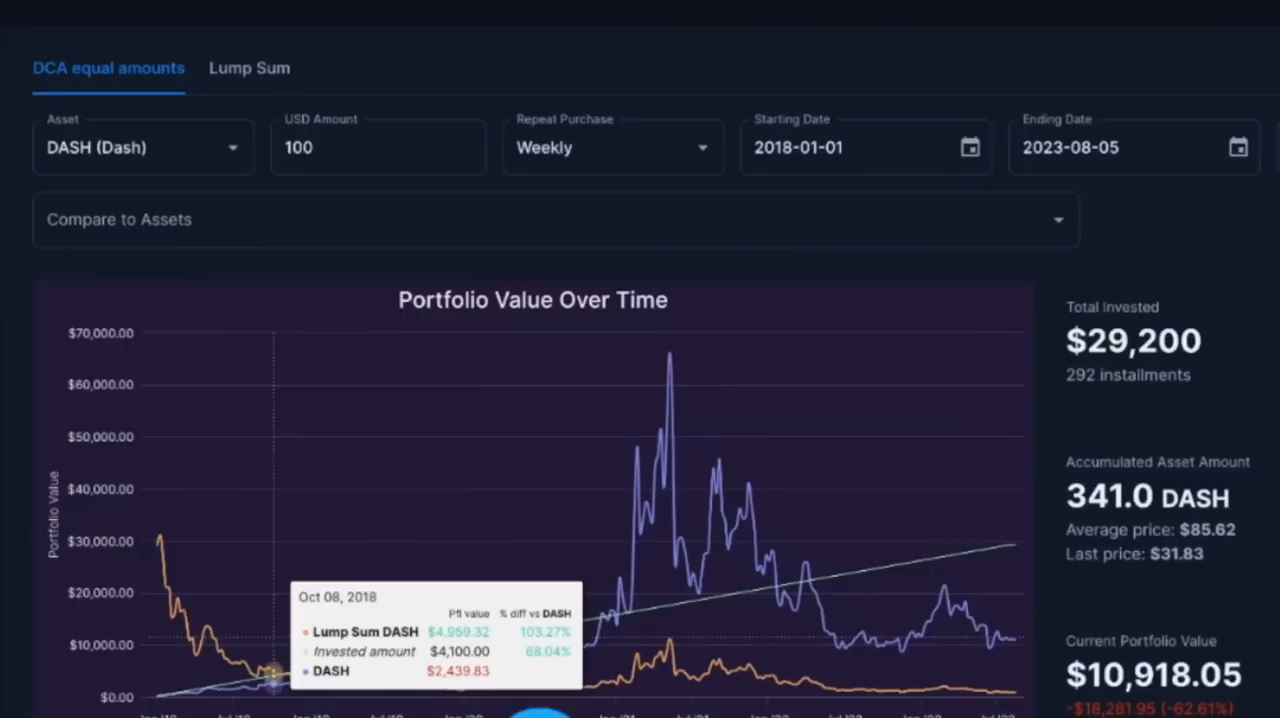 DCA equal amounts Lump Sum
Asset USD Amount Repeat Purchase Starting Date Ending Date
DASH (Dash) 100 Weekly 2018-01-01 2023-08-05
Compare to Assets
Portfolio Value Over Time
Portfolio Value
$70,000.00
$60,000.00
$50,000.00
$40,000.00
$30,000.00
$20,000.00
$10,000.00
$0.00
Oct 08, 2018
Pfl value % diff vs DASH
Lump Sum DASH $4,959.32 103.27%
Invested amount $4,100.00 68.04%
DASH $2,439.83
Total Invested
$29,200
292 installments
Accumulated Asset Amount
341.0 DASH
Average price: $85.62
Last price: $31.83
Current Portfolio Value
$10,918.05
-$18,281.95 (-62.61%)